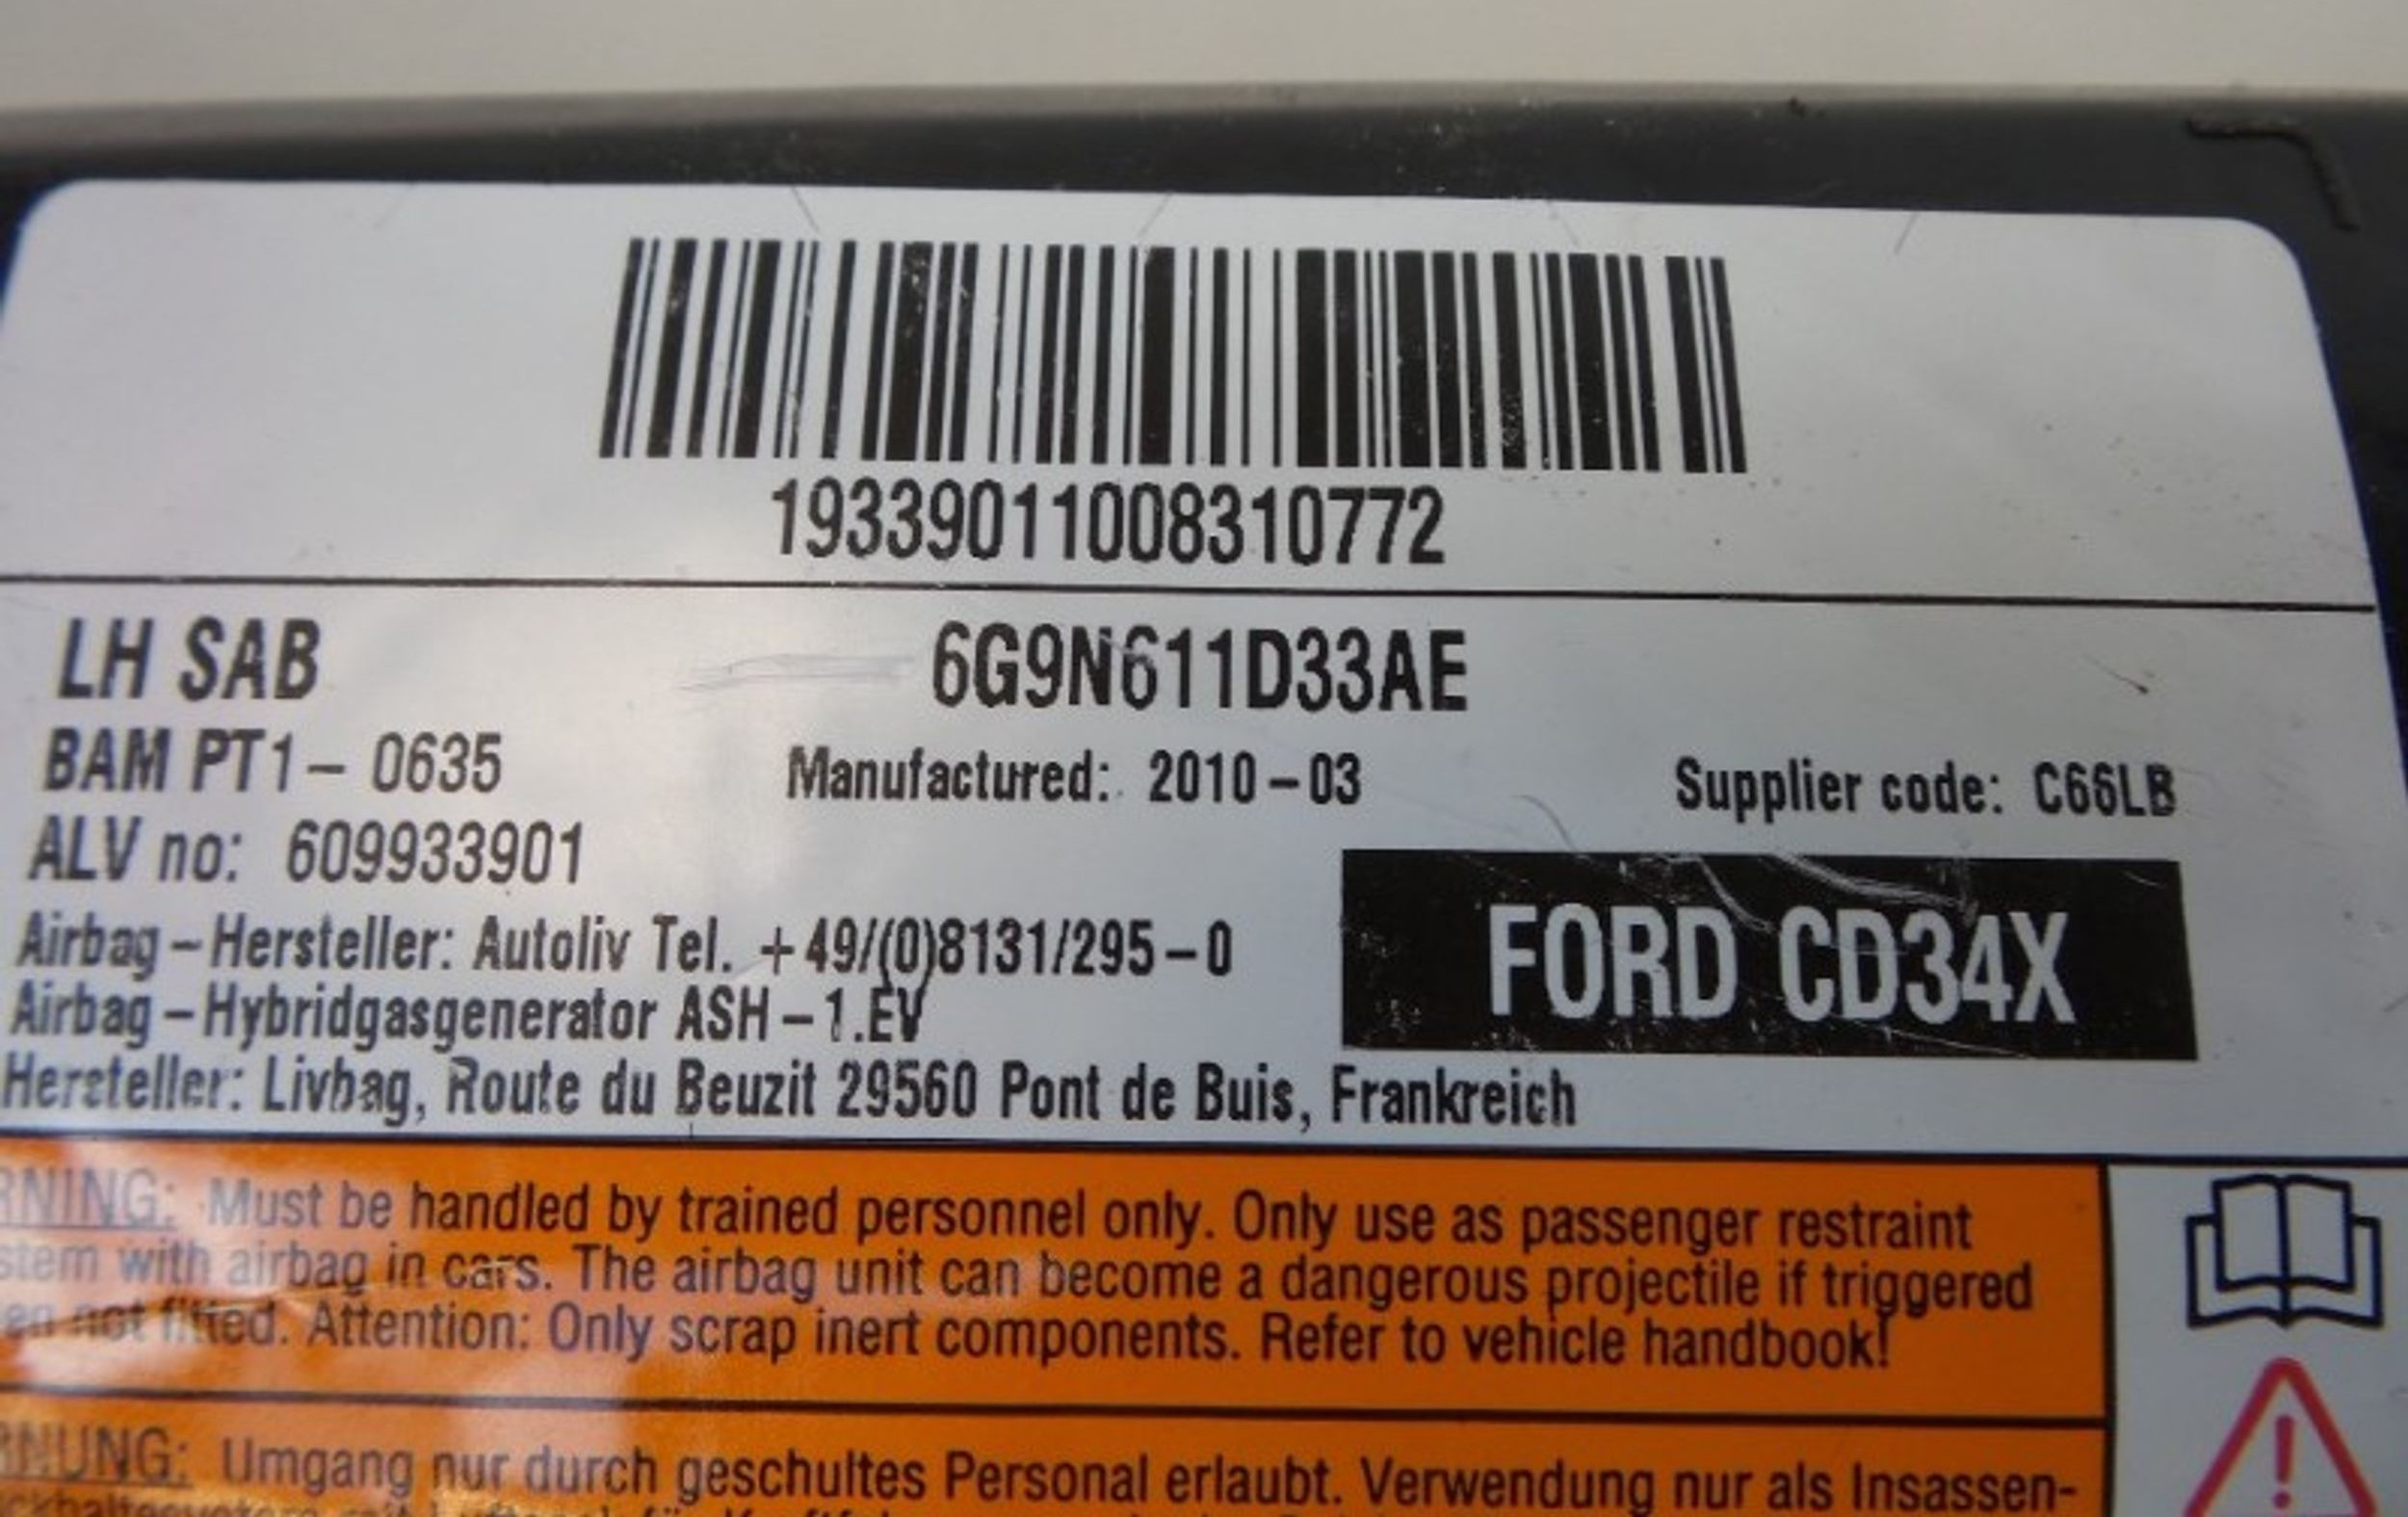 19339011008310772
LH SAB 6G9N611D33AE
BAM PT1– 0635 Manufactured: 2010–03 Supplier code: C66LB
ALV no: 609933901
Airbag–Hersteller: Autoliv Tel. +49/(0)8131/295–0
FORD CD34X
Airbag–Hybridgasgenerator ASH–1.EV
Hersteller: Livbag, Route du Beuzit 29560 Pont de Buis, Frankreich
RNING: Must be handled by trained personnel only. Only use as passenger restraint
stem with airbag in cars. The airbag unit can become a dangerous projectile if triggered
en not fitted. Attention: Only scrap inert components. Refer to vehicle handbook!
RNUNG: Umgang nur durch geschultes Personal erlaubt. Verwendung nur als Insassen-